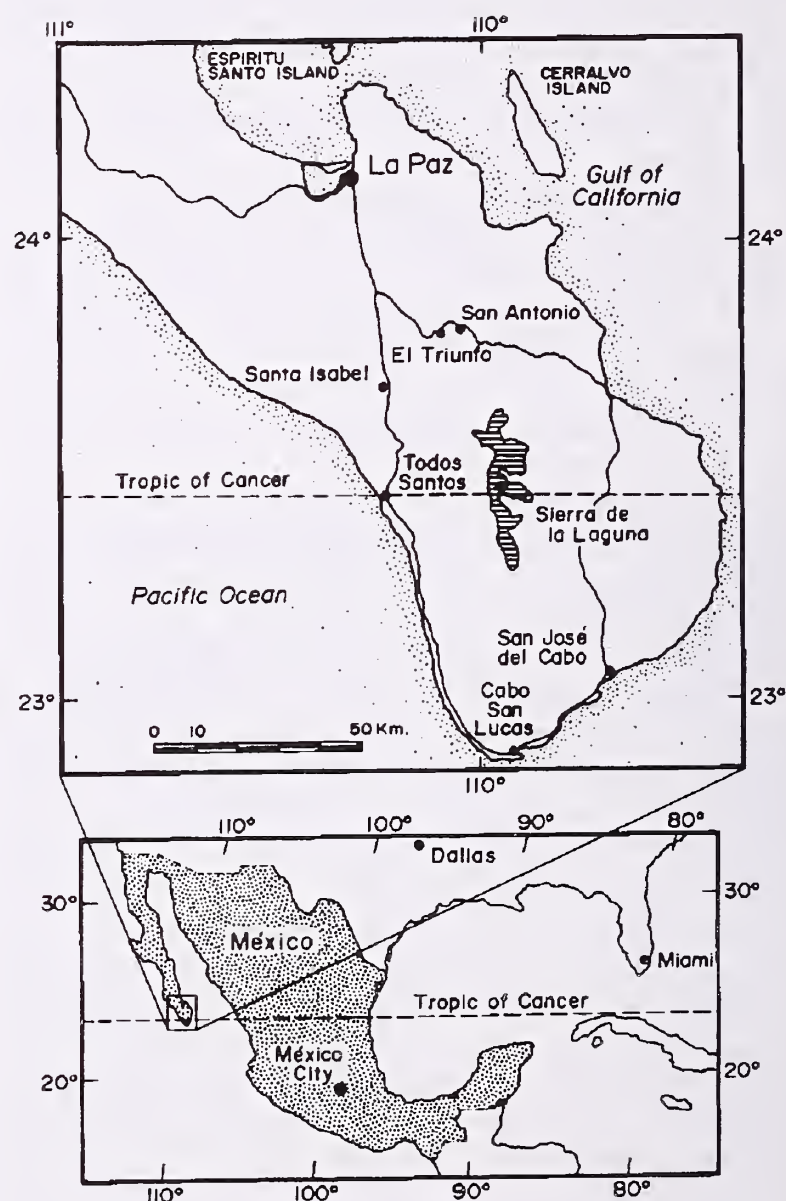 111°
110°
ESPIRITU
SANTO ISLAND
CERRALVO
ISLAND
La Paz
Gulf of
California
24°
24°
San Antonio
El Triunfo
Santa Isabel
Todos
Santos
Tropic of Cancer
Sierra de
la Laguna
Pacific Ocean
San José
del Cabo
Cabo
San
Lucas
23°
23°
0 10 50 Km.
110°
110°
100°
90°
80°
Dallas
30°
30°
México
Miami
Tropic of Cancer
México
City
20°
20°
110°
100°
90°
80°